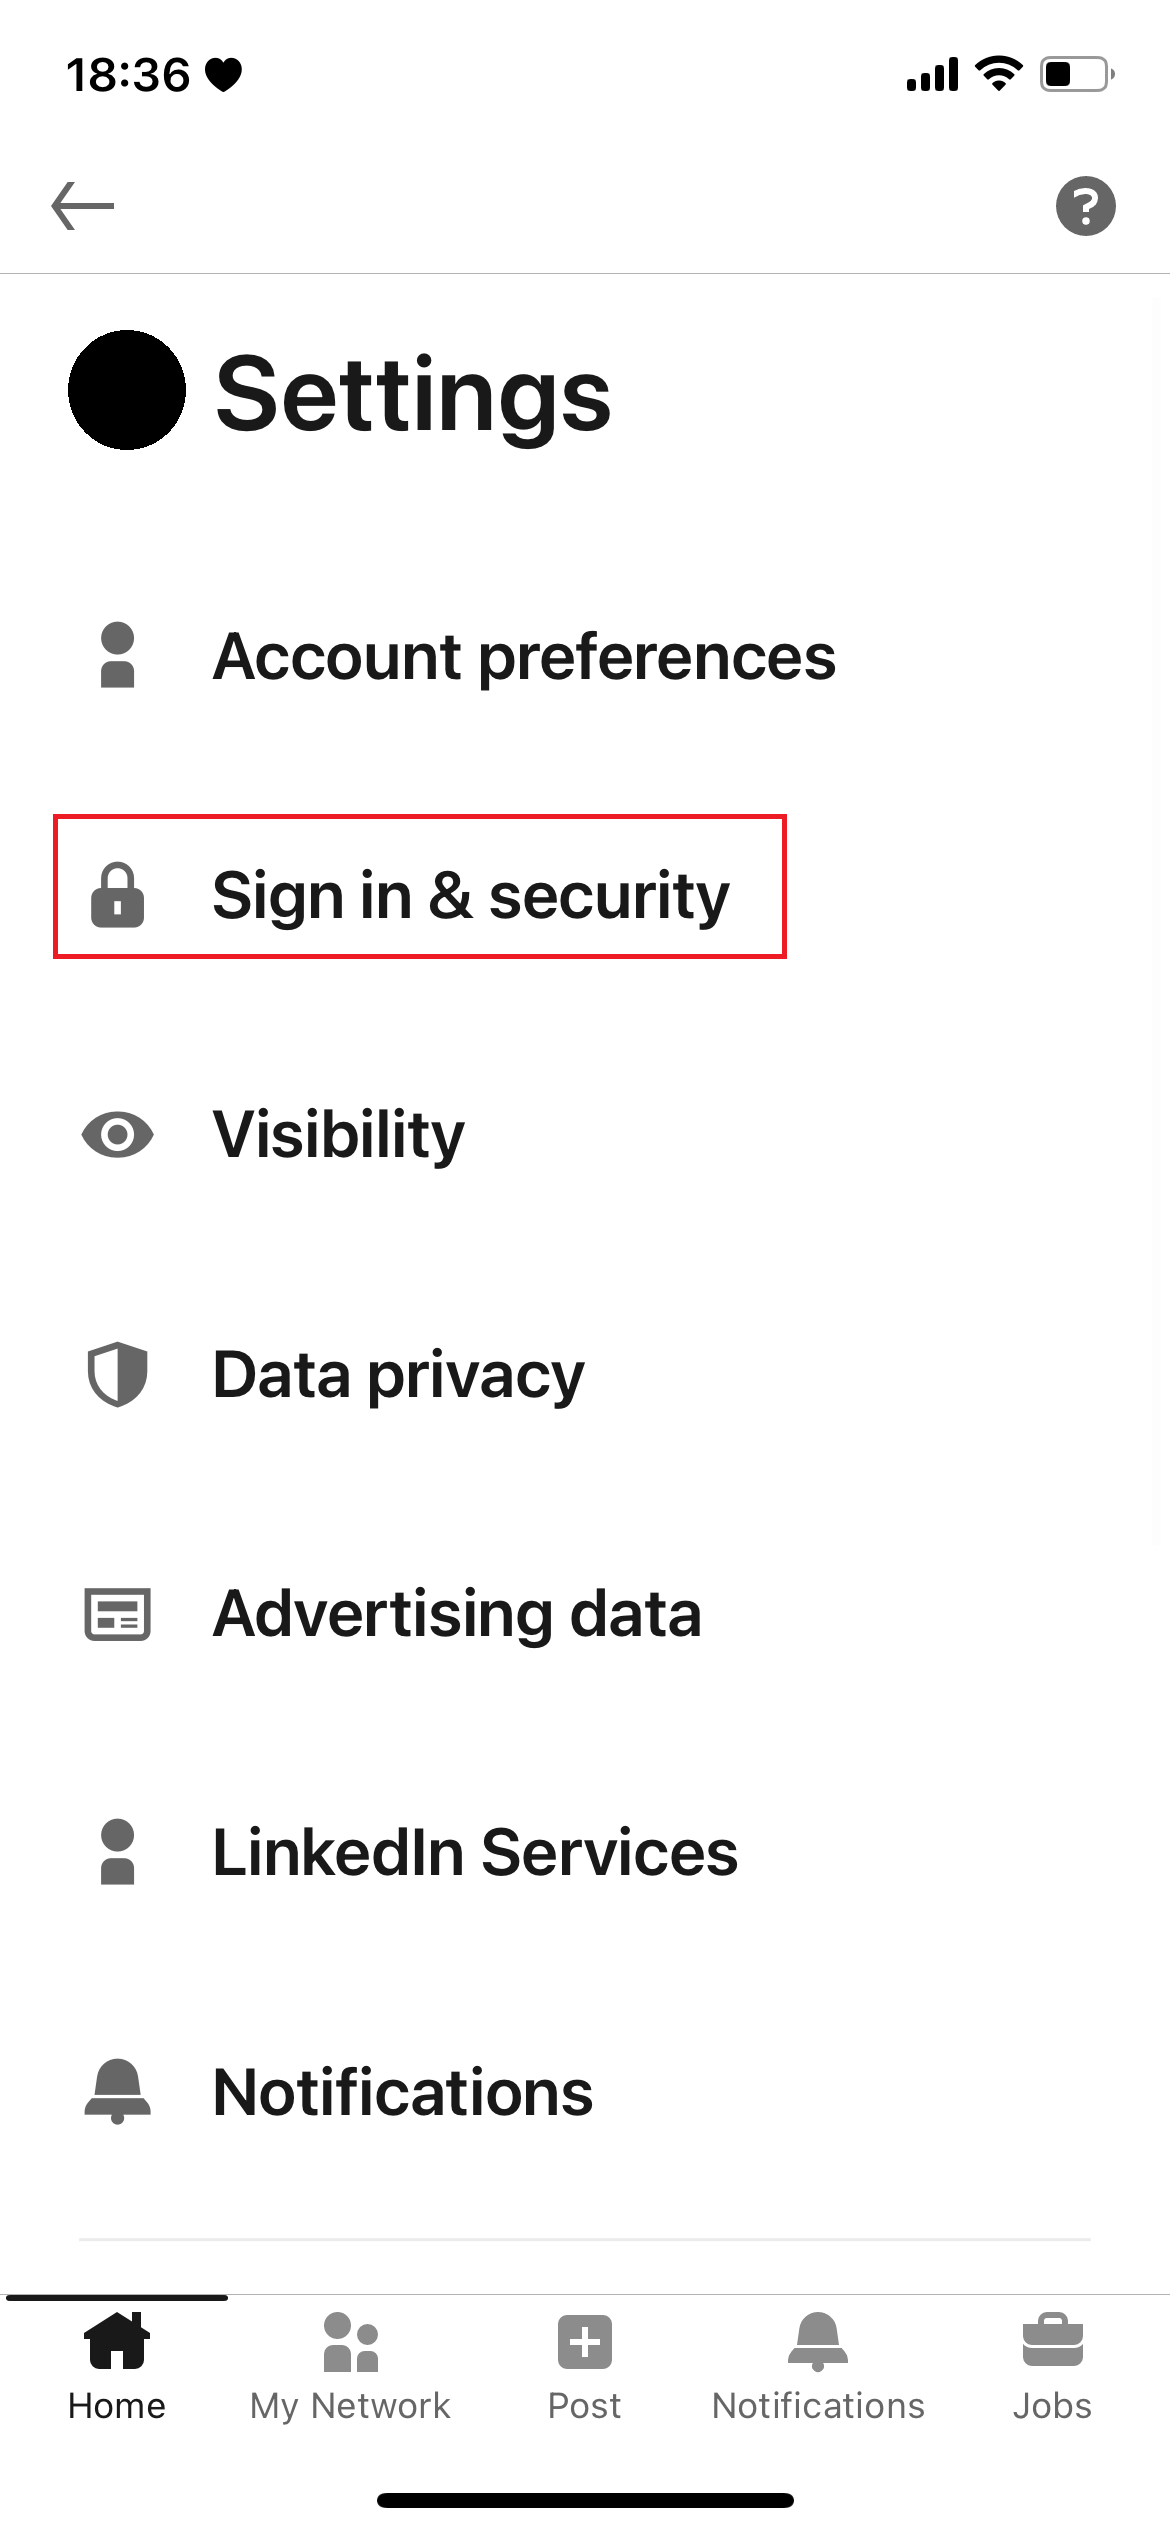 18:36
Settings
Account preferences
Sign in & security
Visibility
Data privacy
Advertising data
LinkedIn Services
Notifications
Home
My Network
Post
Notifications
Jobs